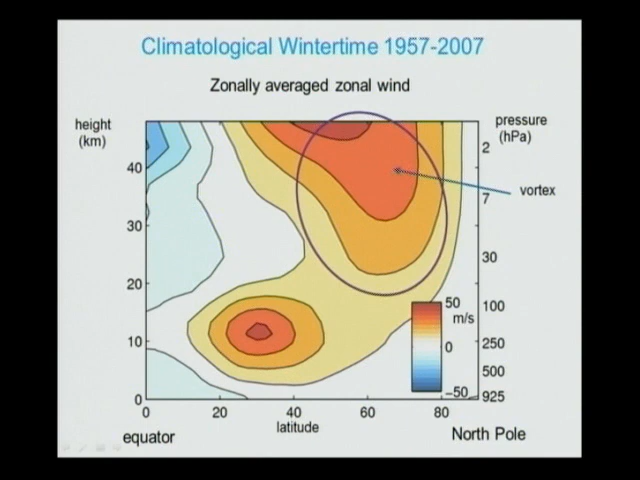 Climatological Wintertime 1957-2007
Zonally averaged zonal wind
height
(km)
pressure
(hPa)
2
40
vortex
7
30
30
20
50
100
m/s
10
250
0
500
-50
925
0
0
20
40
60
80
latitude
equator
North Pole